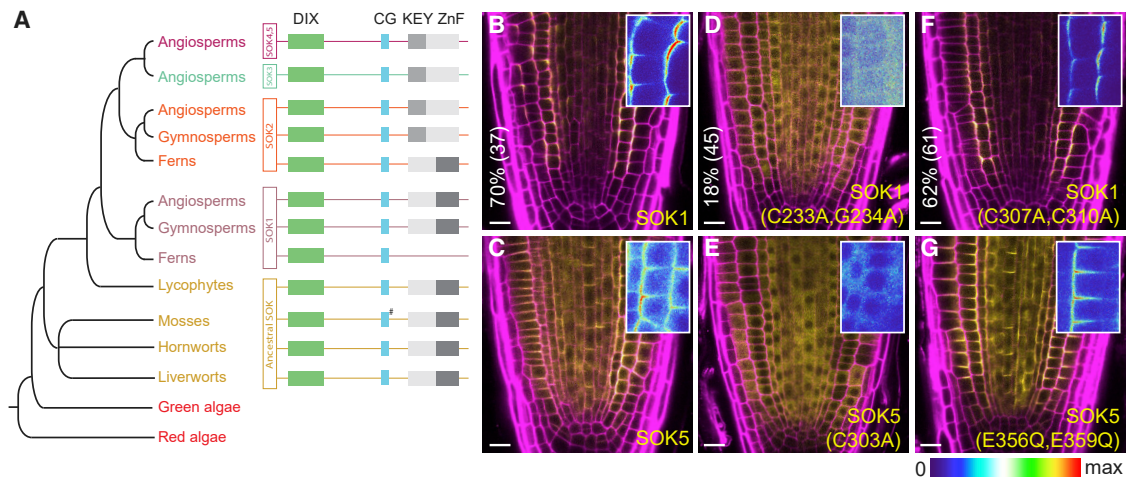 A
DIX CG KEY ZnF
Angiosperms SOK4,5
Angiosperms SOK3
Angiosperms
Gymnosperms SOK2
Ferns
Angiosperms
Gymnosperms SOK1
Ferns
Lycophytes
Mosses #
Hornworts Ancestral SOK
Liverworts
Green algae
Red algae
B
70% (37)
SOK1
D
18% (45)
SOK1
(C233A,G234A)
F
62% (61)
SOK1
(C307A,C310A)
C
SOK5
E
SOK5
(C303A)
G
SOK5
(E356Q,E359Q)
0 max